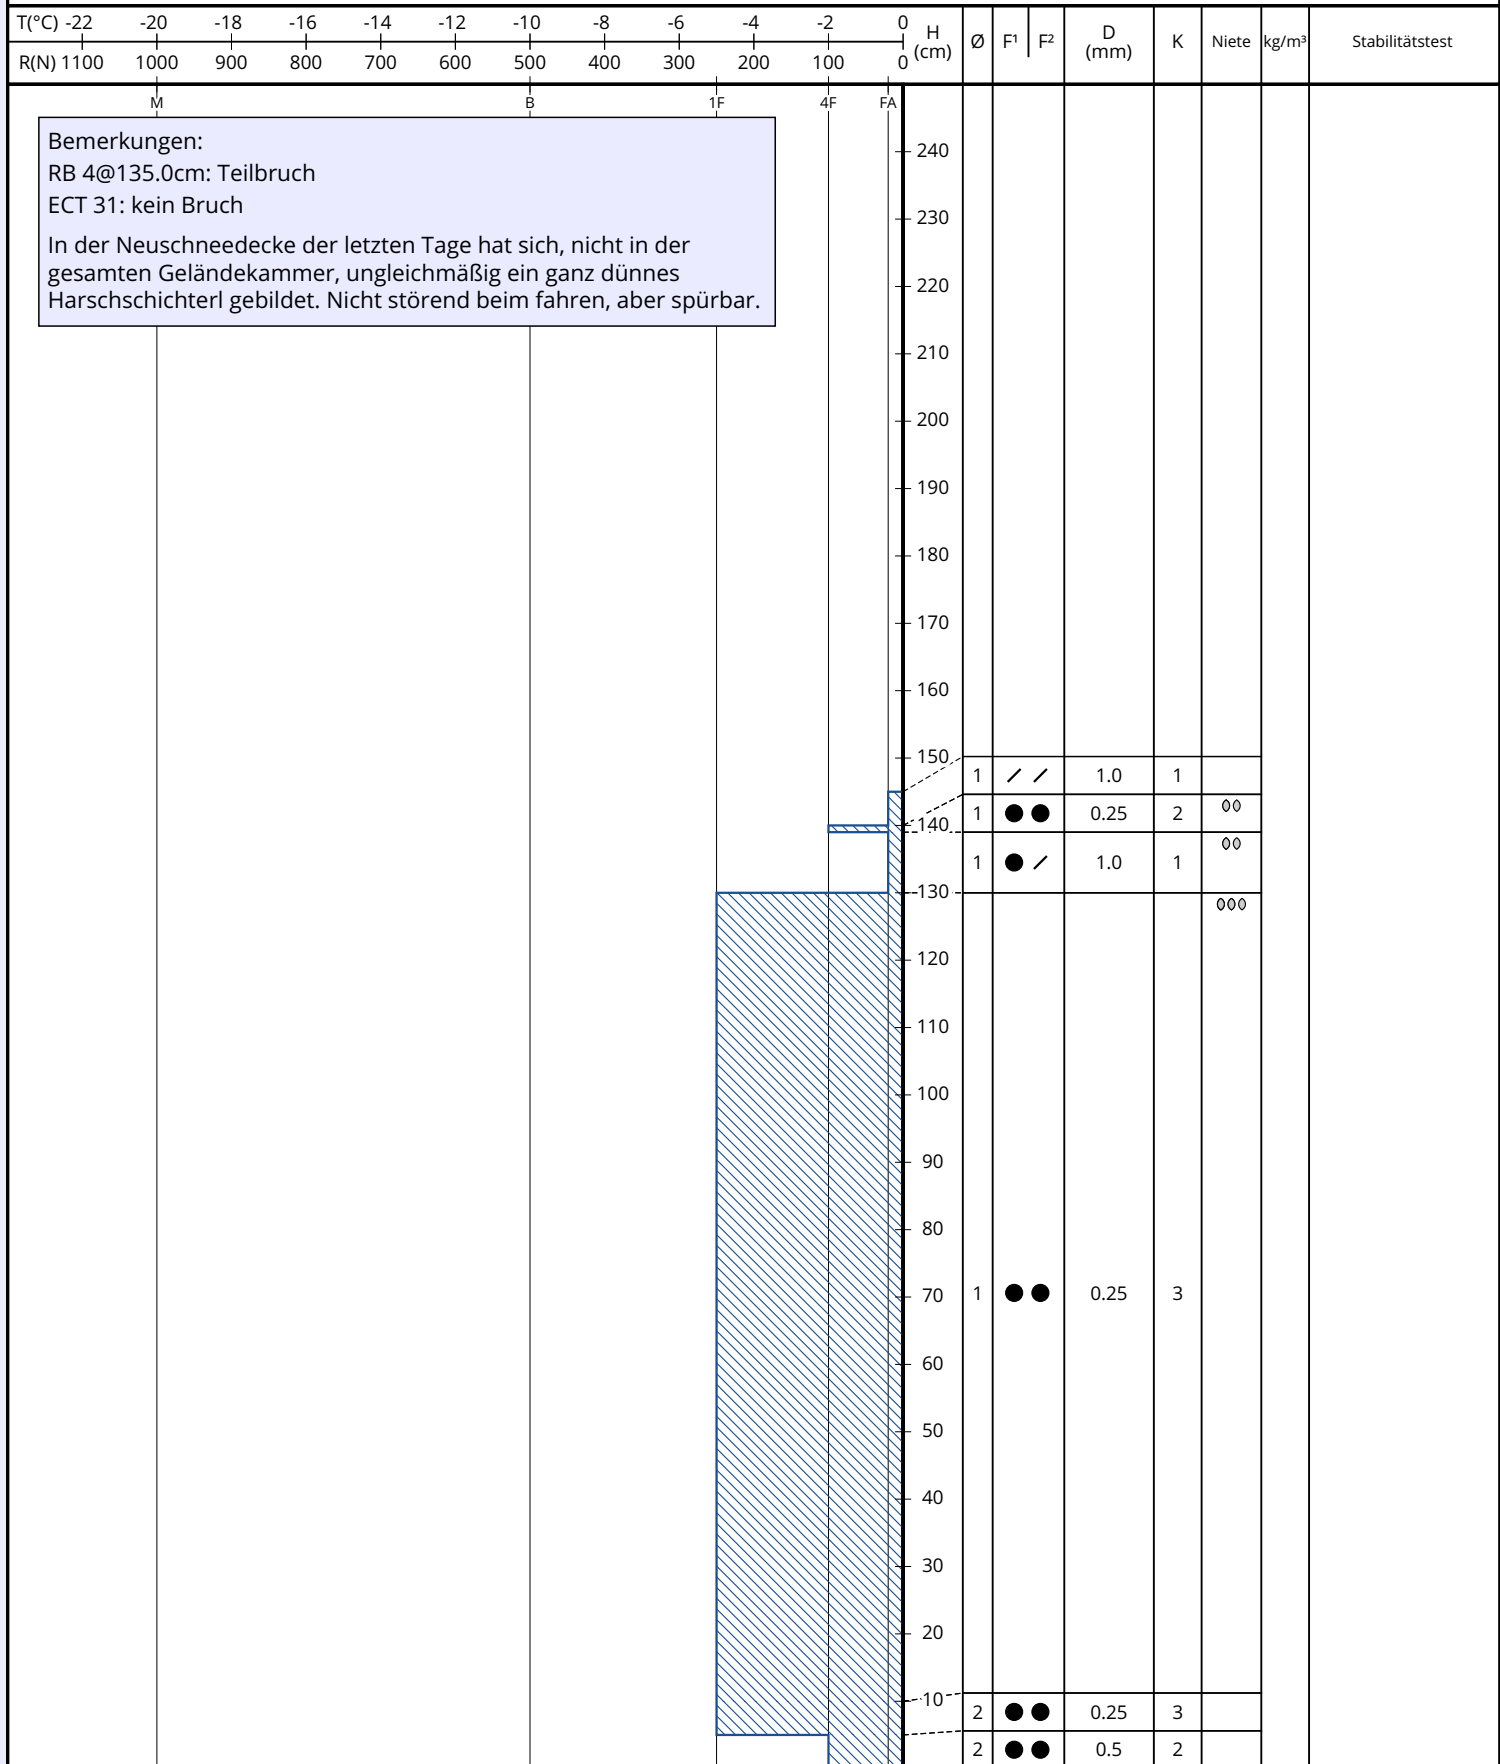 T(°C) -22 -20 -18 -16 -14 -12 -10 -8 -6 -4 -2 0
R(N) 1100 1000 900 800 700 600 500 400 300 200 100 0
H (cm) Ø F¹ F² D (mm) K Niete kg/m³ Stabilitätstest
M B 1F 4F FA
Bemerkungen:
RB 4@135.0cm: Teilbruch
ECT 31: kein Bruch
In der Neuschneedecke der letzten Tage hat sich, nicht in der
gesamten Geländekammer, ungleichmäßig ein ganz dünnes
Harschschichterl gebildet. Nicht störend beim fahren, aber spürbar.
240
230
220
210
200
190
180
170
160
150
1 1.0 1
1 0.25 2
140
1 1.0 1
130
120
110
100
90
80
70 1 0.25 3
60
50
40
30
20
10
2 0.25 3
2 0.5 2